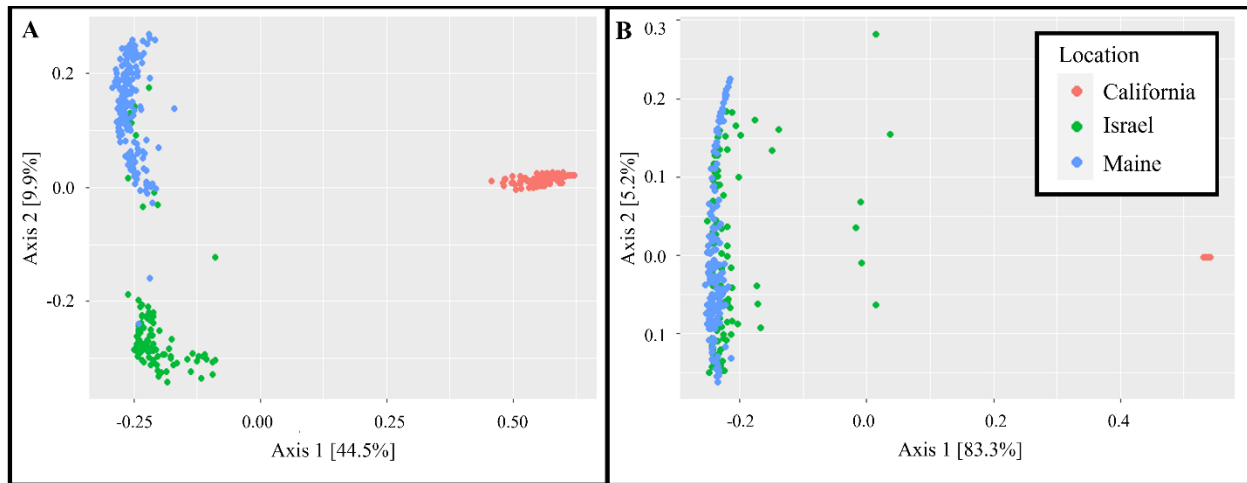 A
0.2
0.0
-0.2
Axis 2 [9.9%]
-0.25
0.00
0.25
0.50
Axis 1 [44.5%]
B
0.3
0.2
0.1
0.0
0.1
Axis 2 [5.2%]
-0.2
0.0
0.2
0.4
Axis 1 [83.3%]
Location
California
Israel
Maine